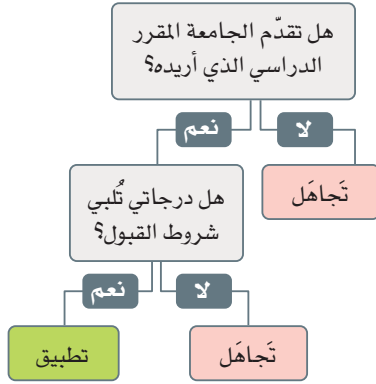 هل تقدّم الجامعة المقرر
الدراسي الذي أريده؟
لا
نعم
تَجاهَل
هل درجاتي تُلبي
شروط القبول؟
لا
نعم
تَجاهَل
تطبيق